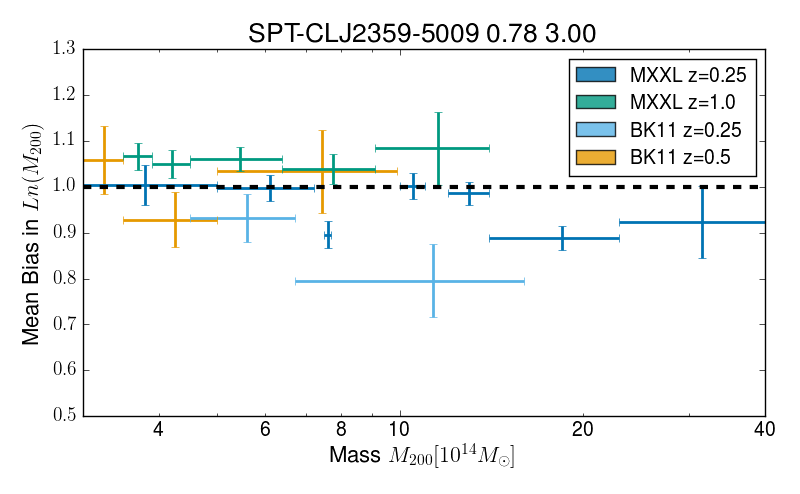 SPT-CLJ2359-5009 0.78 3.00
1.3
1.2
1.1
1.0
0.9
0.8
0.7
0.6
0.5
Mean Bias in Ln(M200)
MXXL z=0.25
MXXL z=1.0
BK11 z=0.25
BK11 z=0.5
4 6 8 10 20 40
Mass M200[10^14 M⊙]